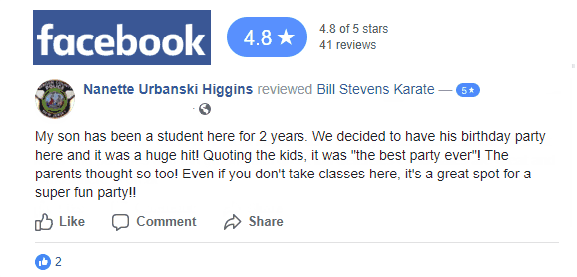 facebook
4.8 ★
4.8 of 5 stars
41 reviews
Nanette Urbanski Higgins reviewed Bill Stevens Karate — 5★
My son has been a student here for 2 years. We decided to have his birthday party
here and it was a huge hit! Quoting the kids, it was "the best party ever"! The
parents thought so too! Even if you don't take classes here, it's a great spot for a
super fun party!!
Like Comment Share
2